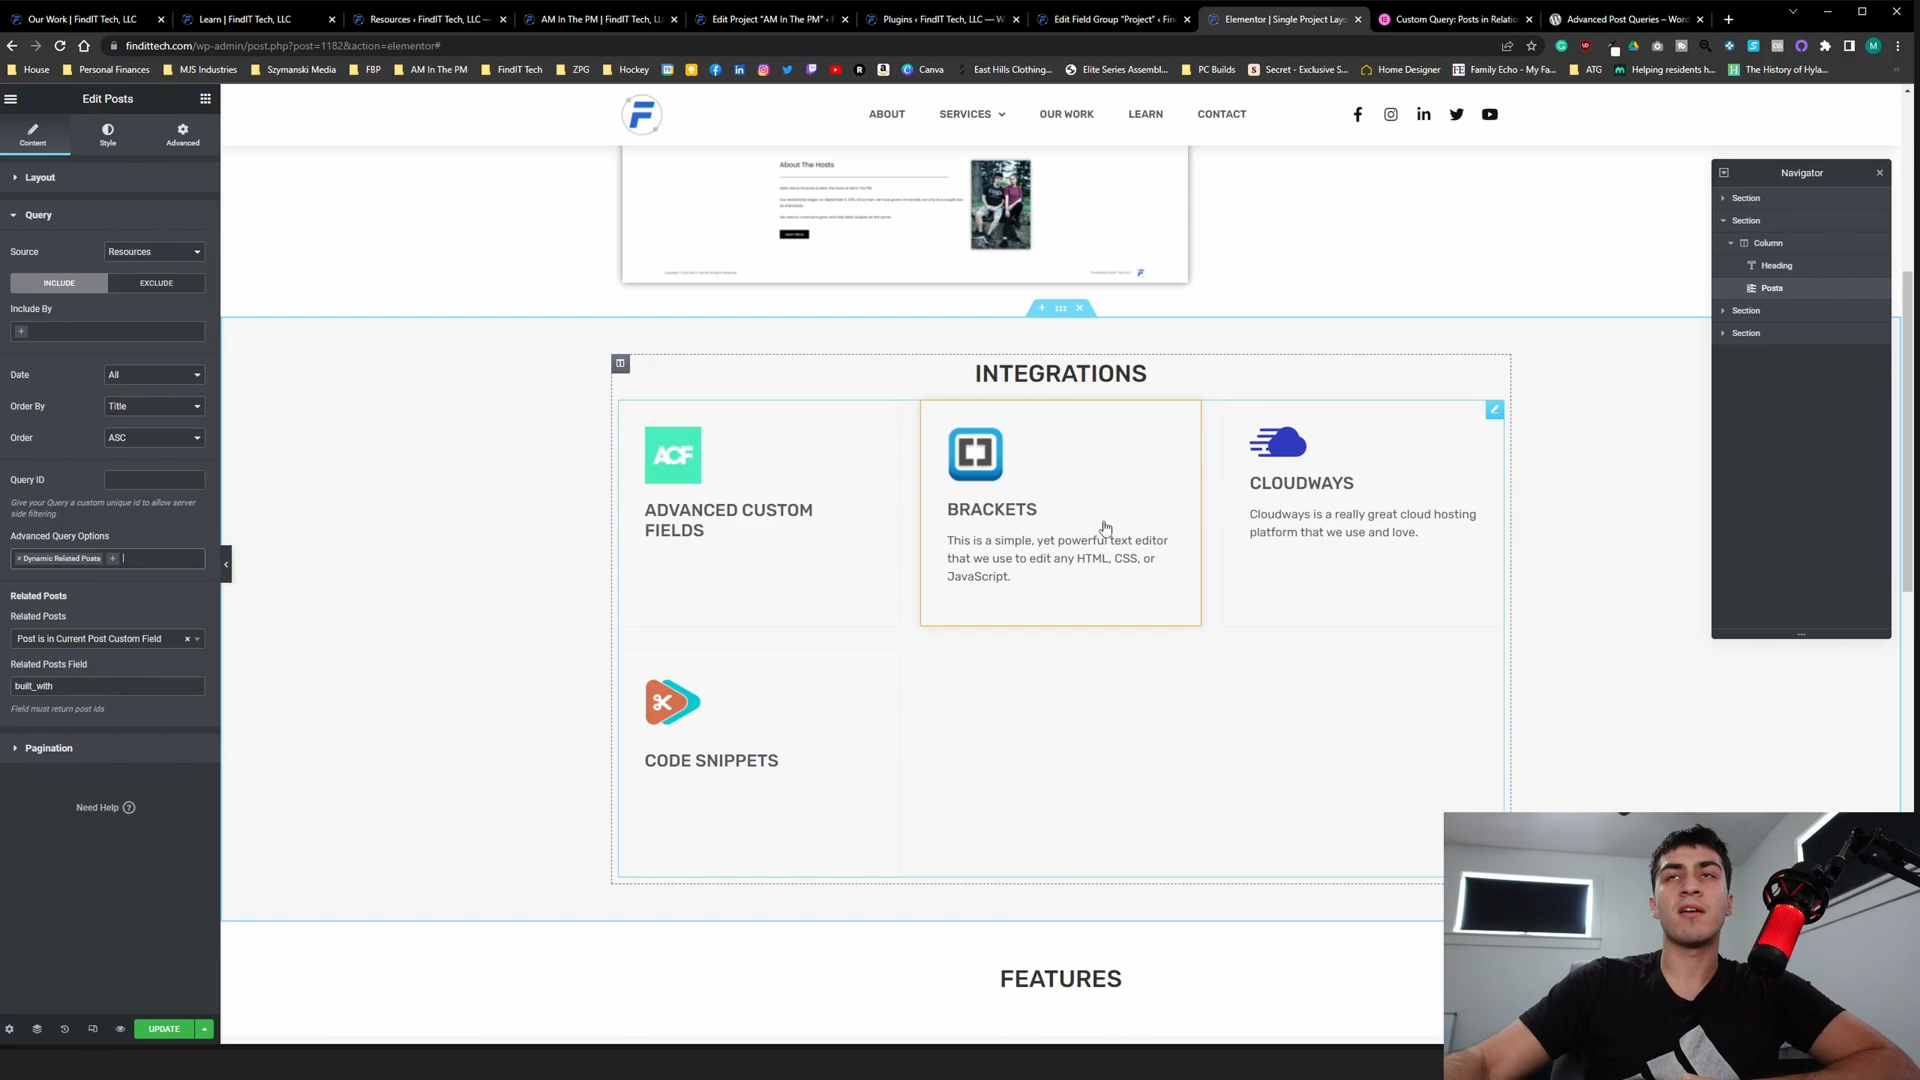 Our Work | FindIT Tech, LLC
Learn | FindIT Tech, LLC
Resources ‹ FindIT Tech, LLC —
AM In The PM | FindIT Tech, LL
Edit Project "AM In The PM" ‹
Plugins ‹ FindIT Tech, LLC — W
Edit Field Group "Project" ‹ Fin
Elementor | Single Project Layo
Custom Query: Posts in Relatio
Advanced Post Queries – Word
findittech.com/wp-admin/post.php?post=1182&action=elementor#
House
Personal Finances
MJS Industries
Szymanski Media
FBP
AM In The PM
FindIT Tech
ZPG
Hockey
Canva
East Hills Clothing...
Elite Series Assembl...
PC Builds
Secret - Exclusive S...
Home Designer
Family Echo - My Fa...
ATG
Helping residents h...
The History of Hyla...
Edit Posts
Content
Style
Advanced
Layout
Query
Source
Resources
INCLUDE
EXCLUDE
Include By
Date
All
Order By
Title
Order
ASC
Query ID
Give your Query a custom unique id to allow server
side filtering
Advanced Query Options
× Dynamic Related Posts
Related Posts
Related Posts
Post is in Current Post Custom Field
Related Posts Field
built_with
Field must return post ids
Pagination
Need Help
UPDATE
ABOUT
SERVICES
OUR WORK
LEARN
CONTACT
About The Hosts
INTEGRATIONS
ACF
ADVANCED CUSTOM
FIELDS
BRACKETS
This is a simple, yet powerful text editor
that we use to edit any HTML, CSS, or
JavaScript.
CLOUDWAYS
Cloudways is a really great cloud hosting
platform that we use and love.
CODE SNIPPETS
FEATURES
Navigator
Section
Section
Column
Heading
Posts
Section
Section